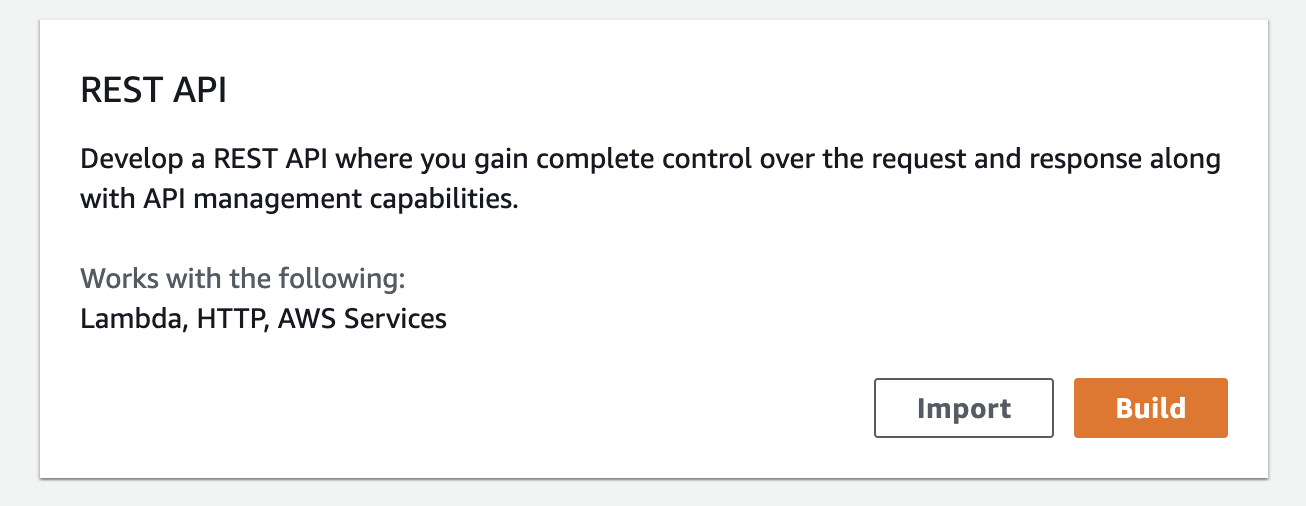 REST API
Develop a REST API where you gain complete control over the request and response along
with API management capabilities.
Works with the following:
Lambda, HTTP, AWS Services
Import
Build